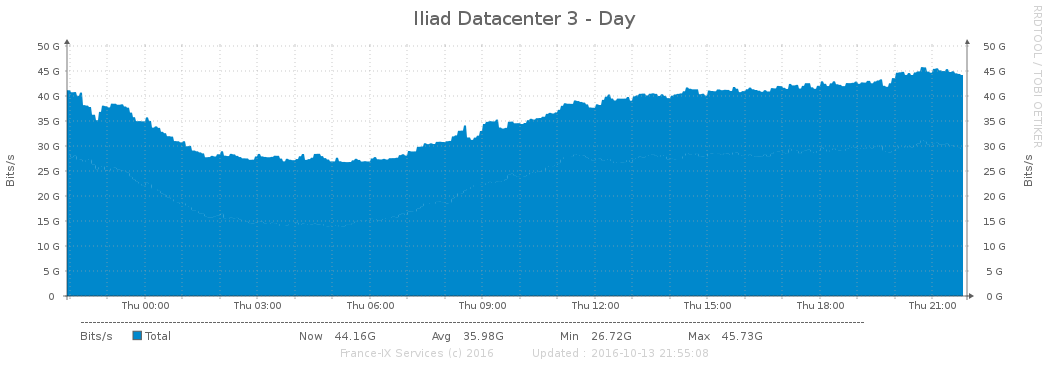 Iliad Datacenter 3 - Day
RRDTOOL / TOBI OETIKER
Bits/s
50 G 50 G
45 G 45 G
40 G 40 G
35 G 35 G
30 G 30 G
25 G 25 G
20 G 20 G
15 G 15 G
10 G 10 G
5 G 5 G
0 0 G
Bits/s
Thu 00:00 Thu 03:00 Thu 06:00 Thu 09:00 Thu 12:00 Thu 15:00 Thu 18:00 Thu 21:00
Bits/s Total Now 44.16G Avg 35.98G Min 26.72G Max 45.73G
France-IX Services (c) 2016 Updated : 2016-10-13 21:55:08